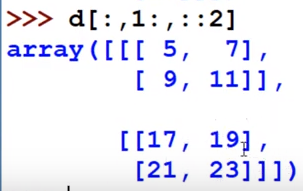 >>> d[:,1:,::2]
array([[[ 5,  7],
        [ 9, 11]],

       [[17, 19],
        [21, 23]]])